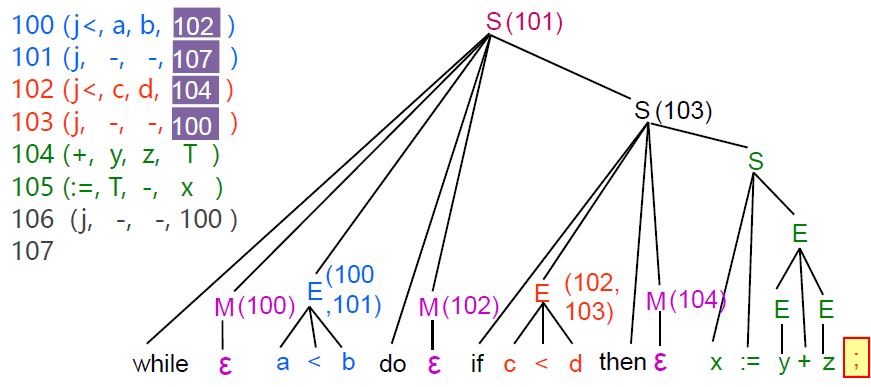 100 (j<, a, b, 102 )
101 (j, -, -, 107 )
102 (j<, c, d, 104 )
103 (j, -, -, 100 )
104 (+, y, z, T )
105 (:=, T, -, x )
106 (j, -, -, 100 )
107
S (101)
S (103)
S
E
E (100 ,101)
M (100)
M (102)
E (102, 103)
M (104)
E E
while ε a < b do ε if c < d then ε x := y + z ;